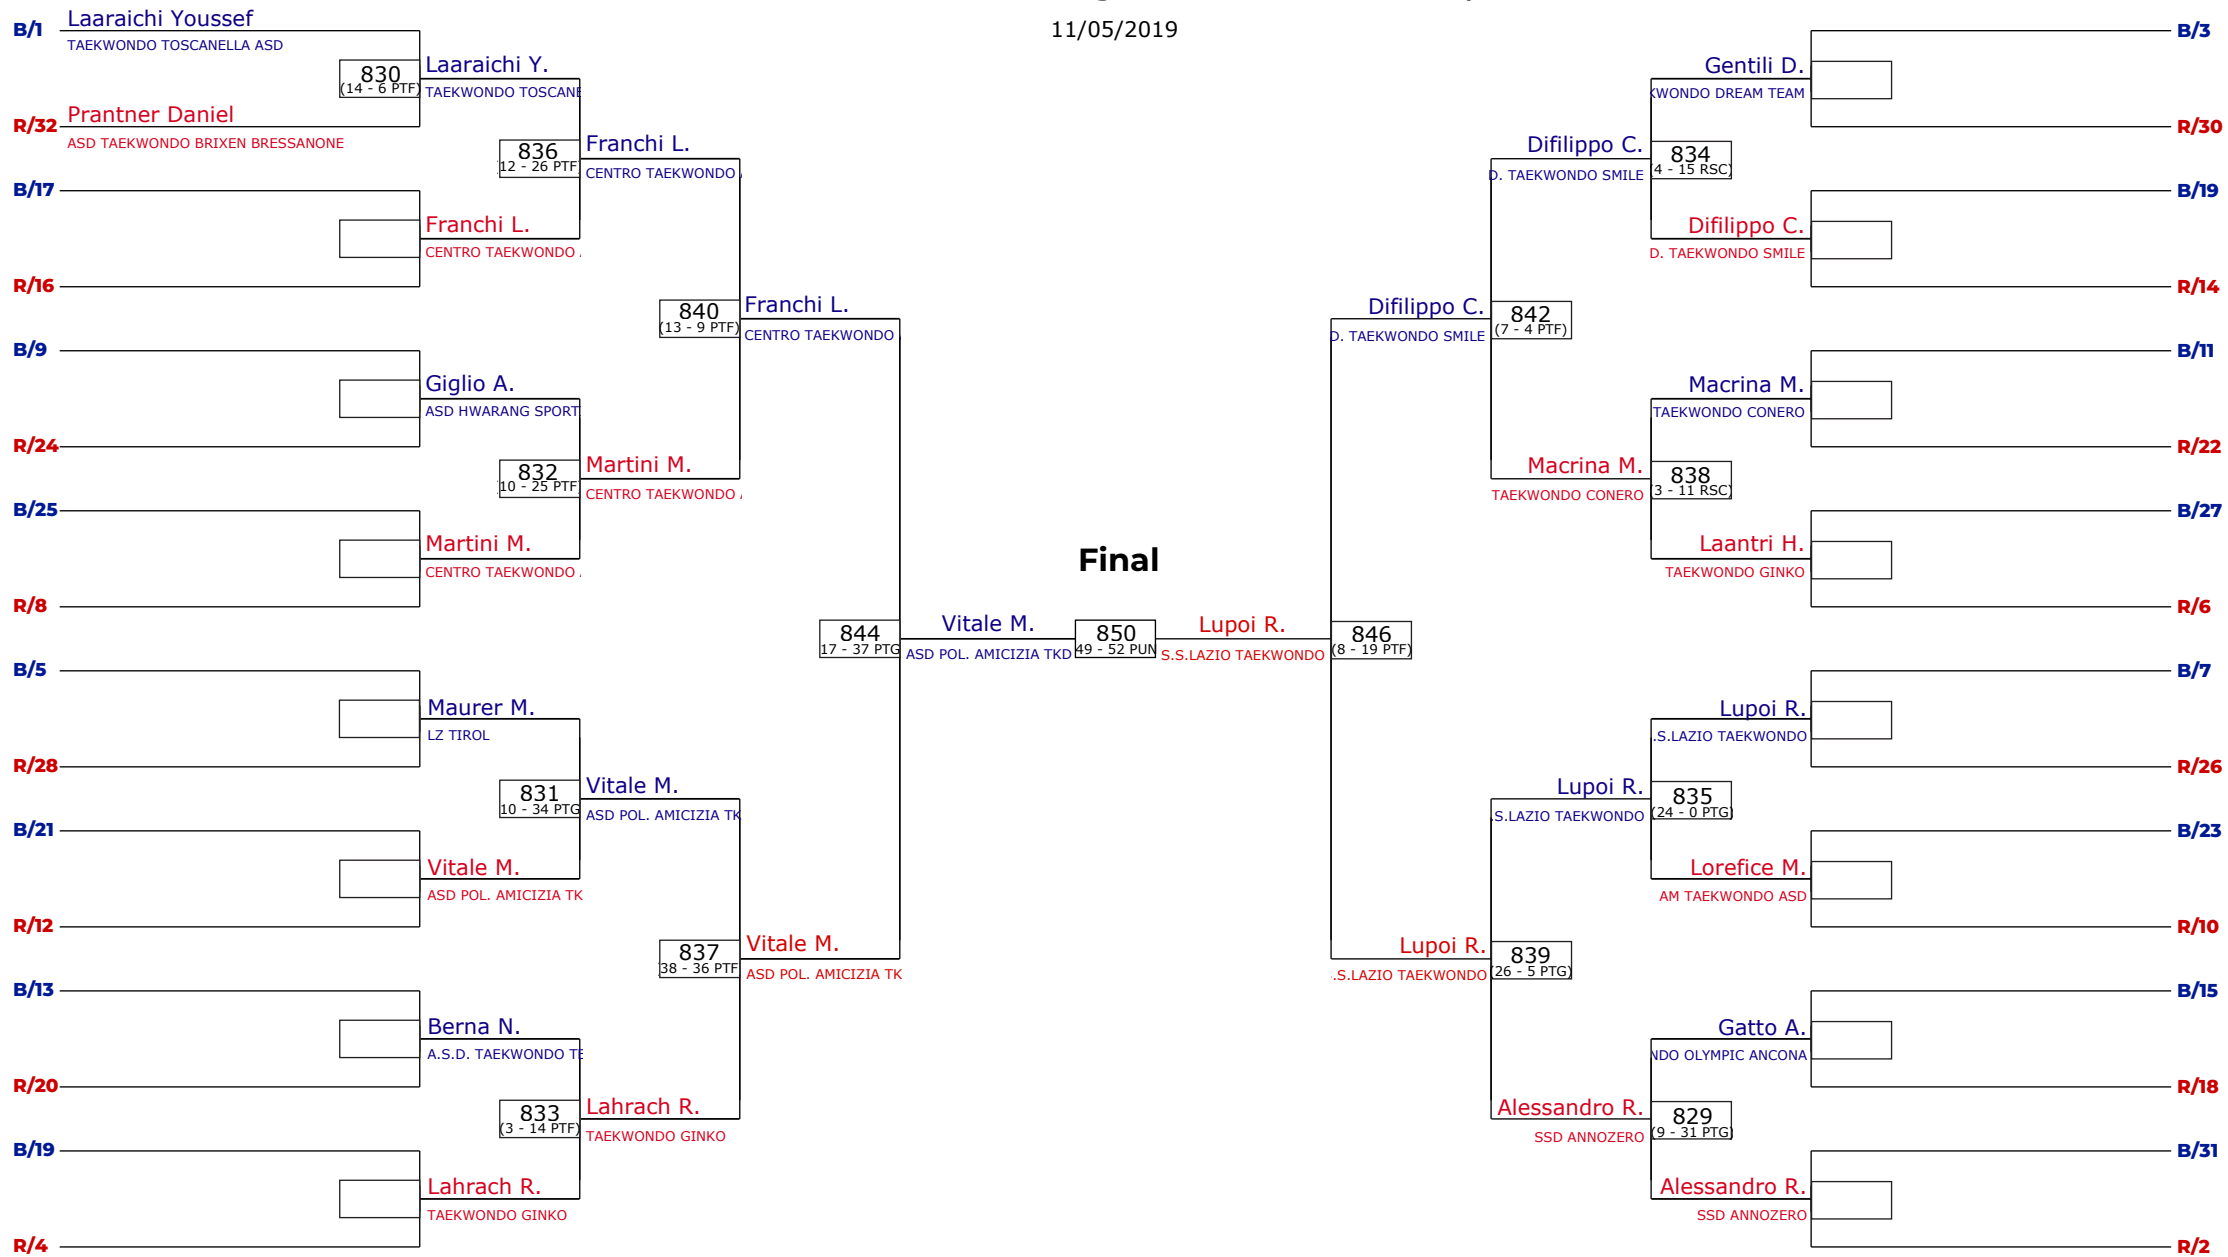 11/05/2019
B/1
Laaraichi Youssef
TAEKWONDO TOSCANELLA ASD
830
(14 - 6 PTF)
Laaraichi Y.
TAEKWONDO TOSCANE
R/32
Prantner Daniel
ASD TAEKWONDO BRIXEN BRESSANONE
836
12 - 26 PTF
Franchi L.
CENTRO TAEKWONDO
B/17
Franchi L.
CENTRO TAEKWONDO
R/16
840
(13 - 9 PTF)
Franchi L.
CENTRO TAEKWONDO
B/9
Giglio A.
ASD HWARANG SPORT
R/24
832
10 - 25 PTF
Martini M.
CENTRO TAEKWONDO
B/25
Martini M.
CENTRO TAEKWONDO
R/8
844
17 - 37 PTG
Vitale M.
ASD POL. AMICIZIA TKD
B/5
Maurer M.
LZ TIROL
R/28
831
10 - 34 PTG
Vitale M.
ASD POL. AMICIZIA TK
B/21
Vitale M.
ASD POL. AMICIZIA TK
R/12
837
38 - 36 PTF
Vitale M.
ASD POL. AMICIZIA TK
B/13
Berna N.
A.S.D. TAEKWONDO TE
R/20
833
(3 - 14 PTF)
Lahrach R.
TAEKWONDO GINKO
B/19
Lahrach R.
TAEKWONDO GINKO
R/4
Final
850
49 - 52 PUN
Lupoi R.
S.S.LAZIO TAEKWONDO
846
(8 - 19 PTF)
B/3
Gentili D.
KWONDO DREAM TEAM
R/30
Difilippo C.
D. TAEKWONDO SMILE
834
(4 - 15 RSC)
B/19
Difilippo C.
D. TAEKWONDO SMILE
R/14
Difilippo C.
D. TAEKWONDO SMILE
842
(7 - 4 PTF)
B/11
Macrina M.
TAEKWONDO CONERO
R/22
Macrina M.
TAEKWONDO CONERO
838
(3 - 11 RSC)
B/27
Laantri H.
TAEKWONDO GINKO
R/6
B/7
Lupoi R.
.S.LAZIO TAEKWONDO
R/26
Lupoi R.
.S.LAZIO TAEKWONDO
835
(24 - 0 PTG)
B/23
Lorefice M.
AM TAEKWONDO ASD
R/10
Lupoi R.
.S.LAZIO TAEKWONDO
839
(26 - 5 PTG)
B/15
Gatto A.
NDO OLYMPIC ANCONA
R/18
Alessandro R.
SSD ANNOZERO
829
(9 - 31 PTG)
B/31
Alessandro R.
SSD ANNOZERO
R/2